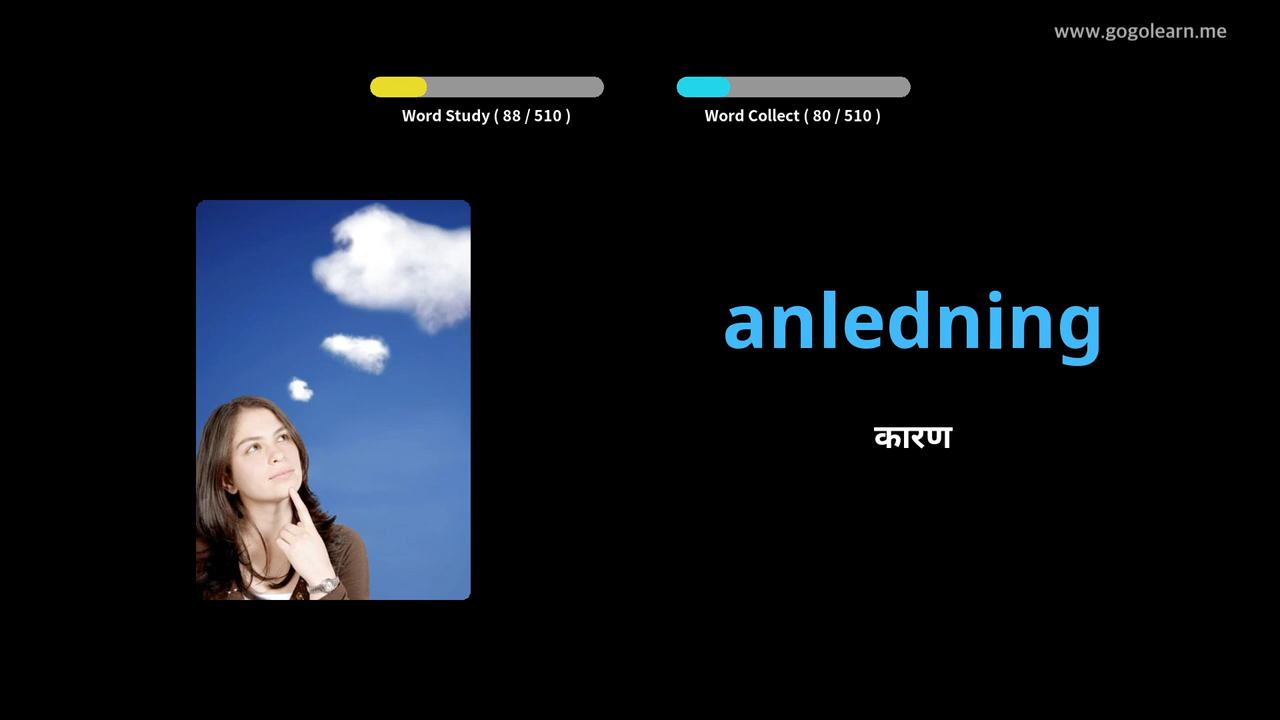 www.gogolearn.me
Word Study ( 88 / 510 )
Word Collect ( 80 / 510 )
anledning
कारण